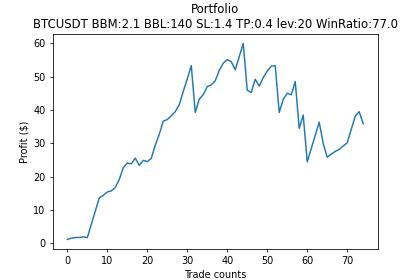 Portfolio
BTCUSDT BBM:2.1 BBL:140 SL:1.4 TP:0.4 lev:20 WinRatio:77.0
Profit ($)
60
50
40
30
20
10
0
0 10 20 30 40 50 60 70
Trade counts